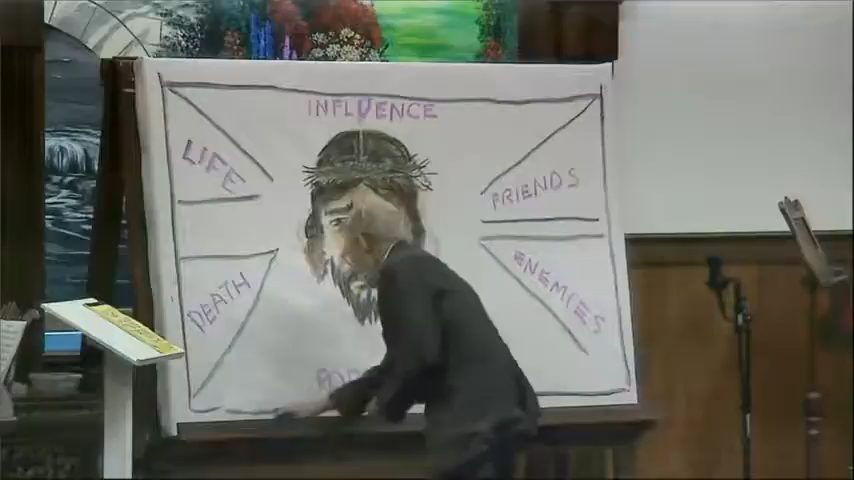 INFLUENCE
LIFE
FRIENDS
ENEMIES
DEATH